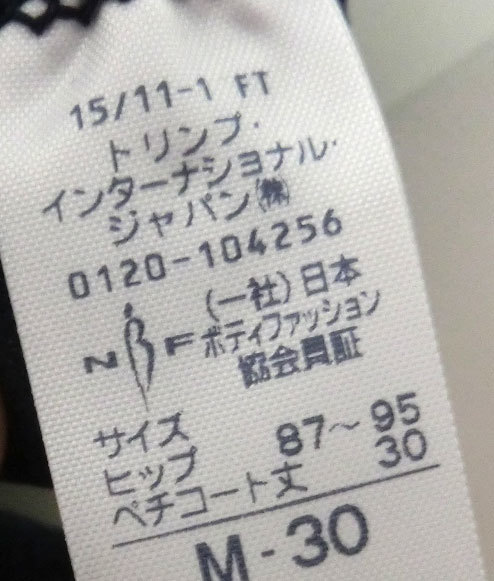 15/11-1 FT
トリンプ・
インターナショナル・
ジャパン㈱
0120-104256
(一社)日本
NBF ボディファッション
協会員証
サイズ
ヒップ 87〜95
ペチコート丈 30
M-30